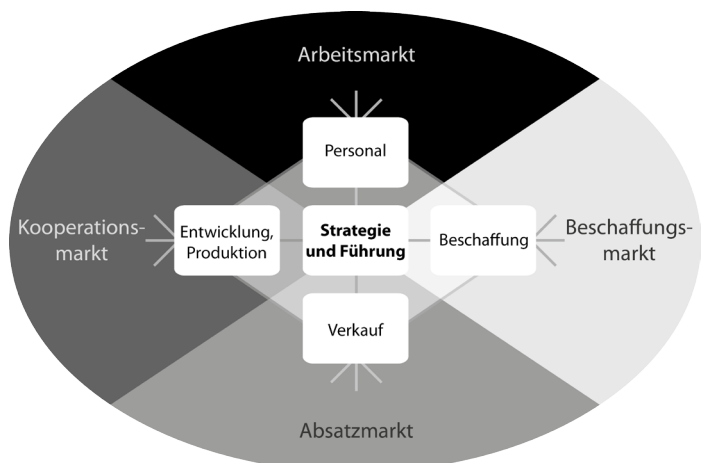 Arbeitsmarkt
Personal
Kooperations-
markt
Entwicklung,
Produktion
Strategie
und Führung
Beschaffung
Beschaffungs-
markt
Verkauf
Absatzmarkt